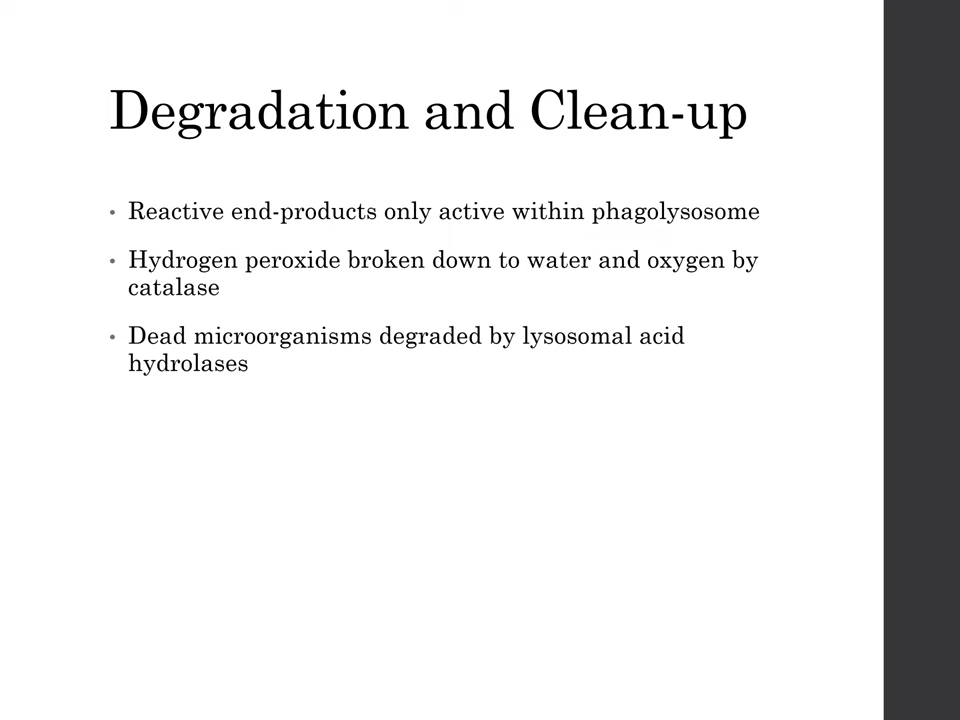 Degradation and Clean-up
• Reactive end-products only active within phagolysosome
• Hydrogen peroxide broken down to water and oxygen by
catalase
• Dead microorganisms degraded by lysosomal acid
hydrolases